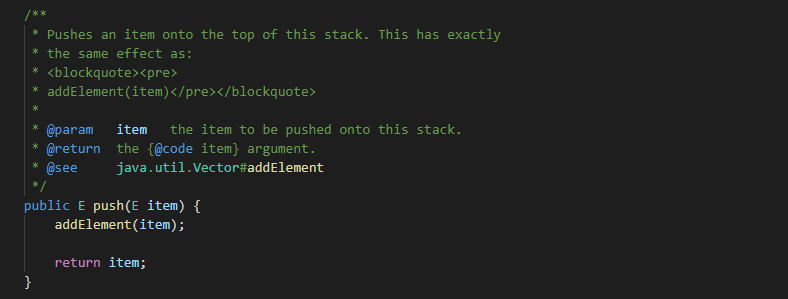 /**
 * Pushes an item onto the top of this stack. This has exactly
 * the same effect as:
 * <blockquote><pre>
 * addElement(item)</pre></blockquote>
 *
 * @param   item   the item to be pushed onto this stack.
 * @return  the {@code item} argument.
 * @see     java.util.Vector#addElement
 */
public E push(E item) {
    addElement(item);

    return item;
}